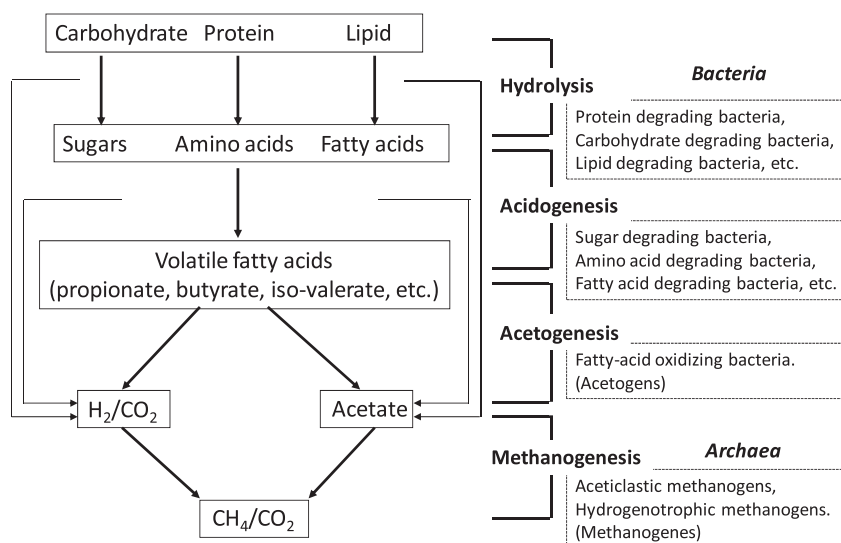 Carbohydrate Protein Lipid
Sugars Amino acids Fatty acids
Volatile fatty acids
(propionate, butyrate, iso-valerate, etc.)
H₂/CO₂
Acetate
CH₄/CO₂
Hydrolysis
Bacteria
Protein degrading bacteria,
Carbohydrate degrading bacteria,
Lipid degrading bacteria, etc.
Acidogenesis
Sugar degrading bacteria,
Amino acid degrading bacteria,
Fatty acid degrading bacteria, etc.
Acetogenesis
Fatty-acid oxidizing bacteria.
(Acetogens)
Methanogenesis
Archaea
Aceticlastic methanogens,
Hydrogenotrophic methanogens.
(Methanogenes)